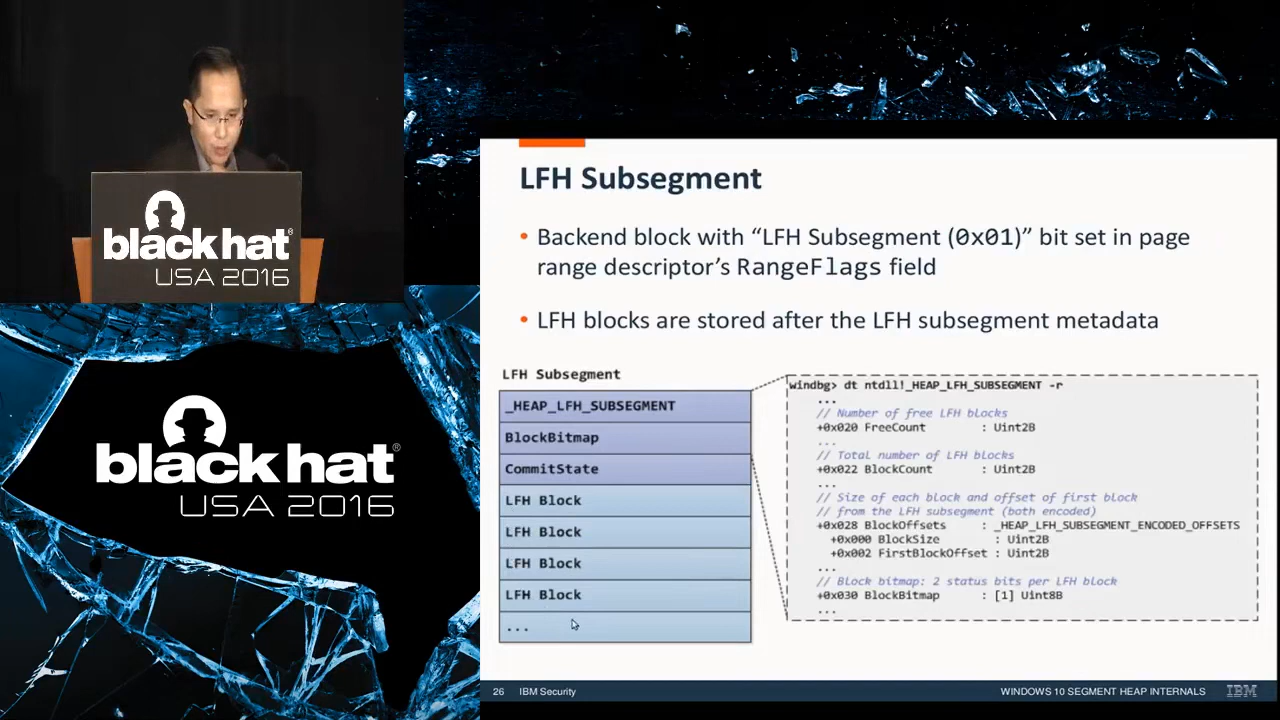 black hat®
USA 2016
black hat®
USA 2016
LFH Subsegment
• Backend block with “LFH Subsegment (0x01)” bit set in page
range descriptor’s RangeFlags field
• LFH blocks are stored after the LFH subsegment metadata
LFH Subsegment
_HEAP_LFH_SUBSEGMENT
BlockBitmap
CommitState
LFH Block
LFH Block
LFH Block
LFH Block
...
windbg> dt ntdll!_HEAP_LFH_SUBSEGMENT -r
...
// Number of free LFH blocks
+0x020 FreeCount : Uint2B
...
// Total number of LFH blocks
+0x022 BlockCount : Uint2B
...
// Size of each block and offset of first block
// from the LFH subsegment (both encoded)
+0x028 BlockOffsets : _HEAP_LFH_SUBSEGMENT_ENCODED_OFFSETS
+0x000 BlockSize : Uint2B
+0x002 FirstBlockOffset : Uint2B
...
// Block bitmap: 2 status bits per LFH block
+0x030 BlockBitmap : [1] Uint8B
...
26 IBM Security
WINDOWS 10 SEGMENT HEAP INTERNALS IBM